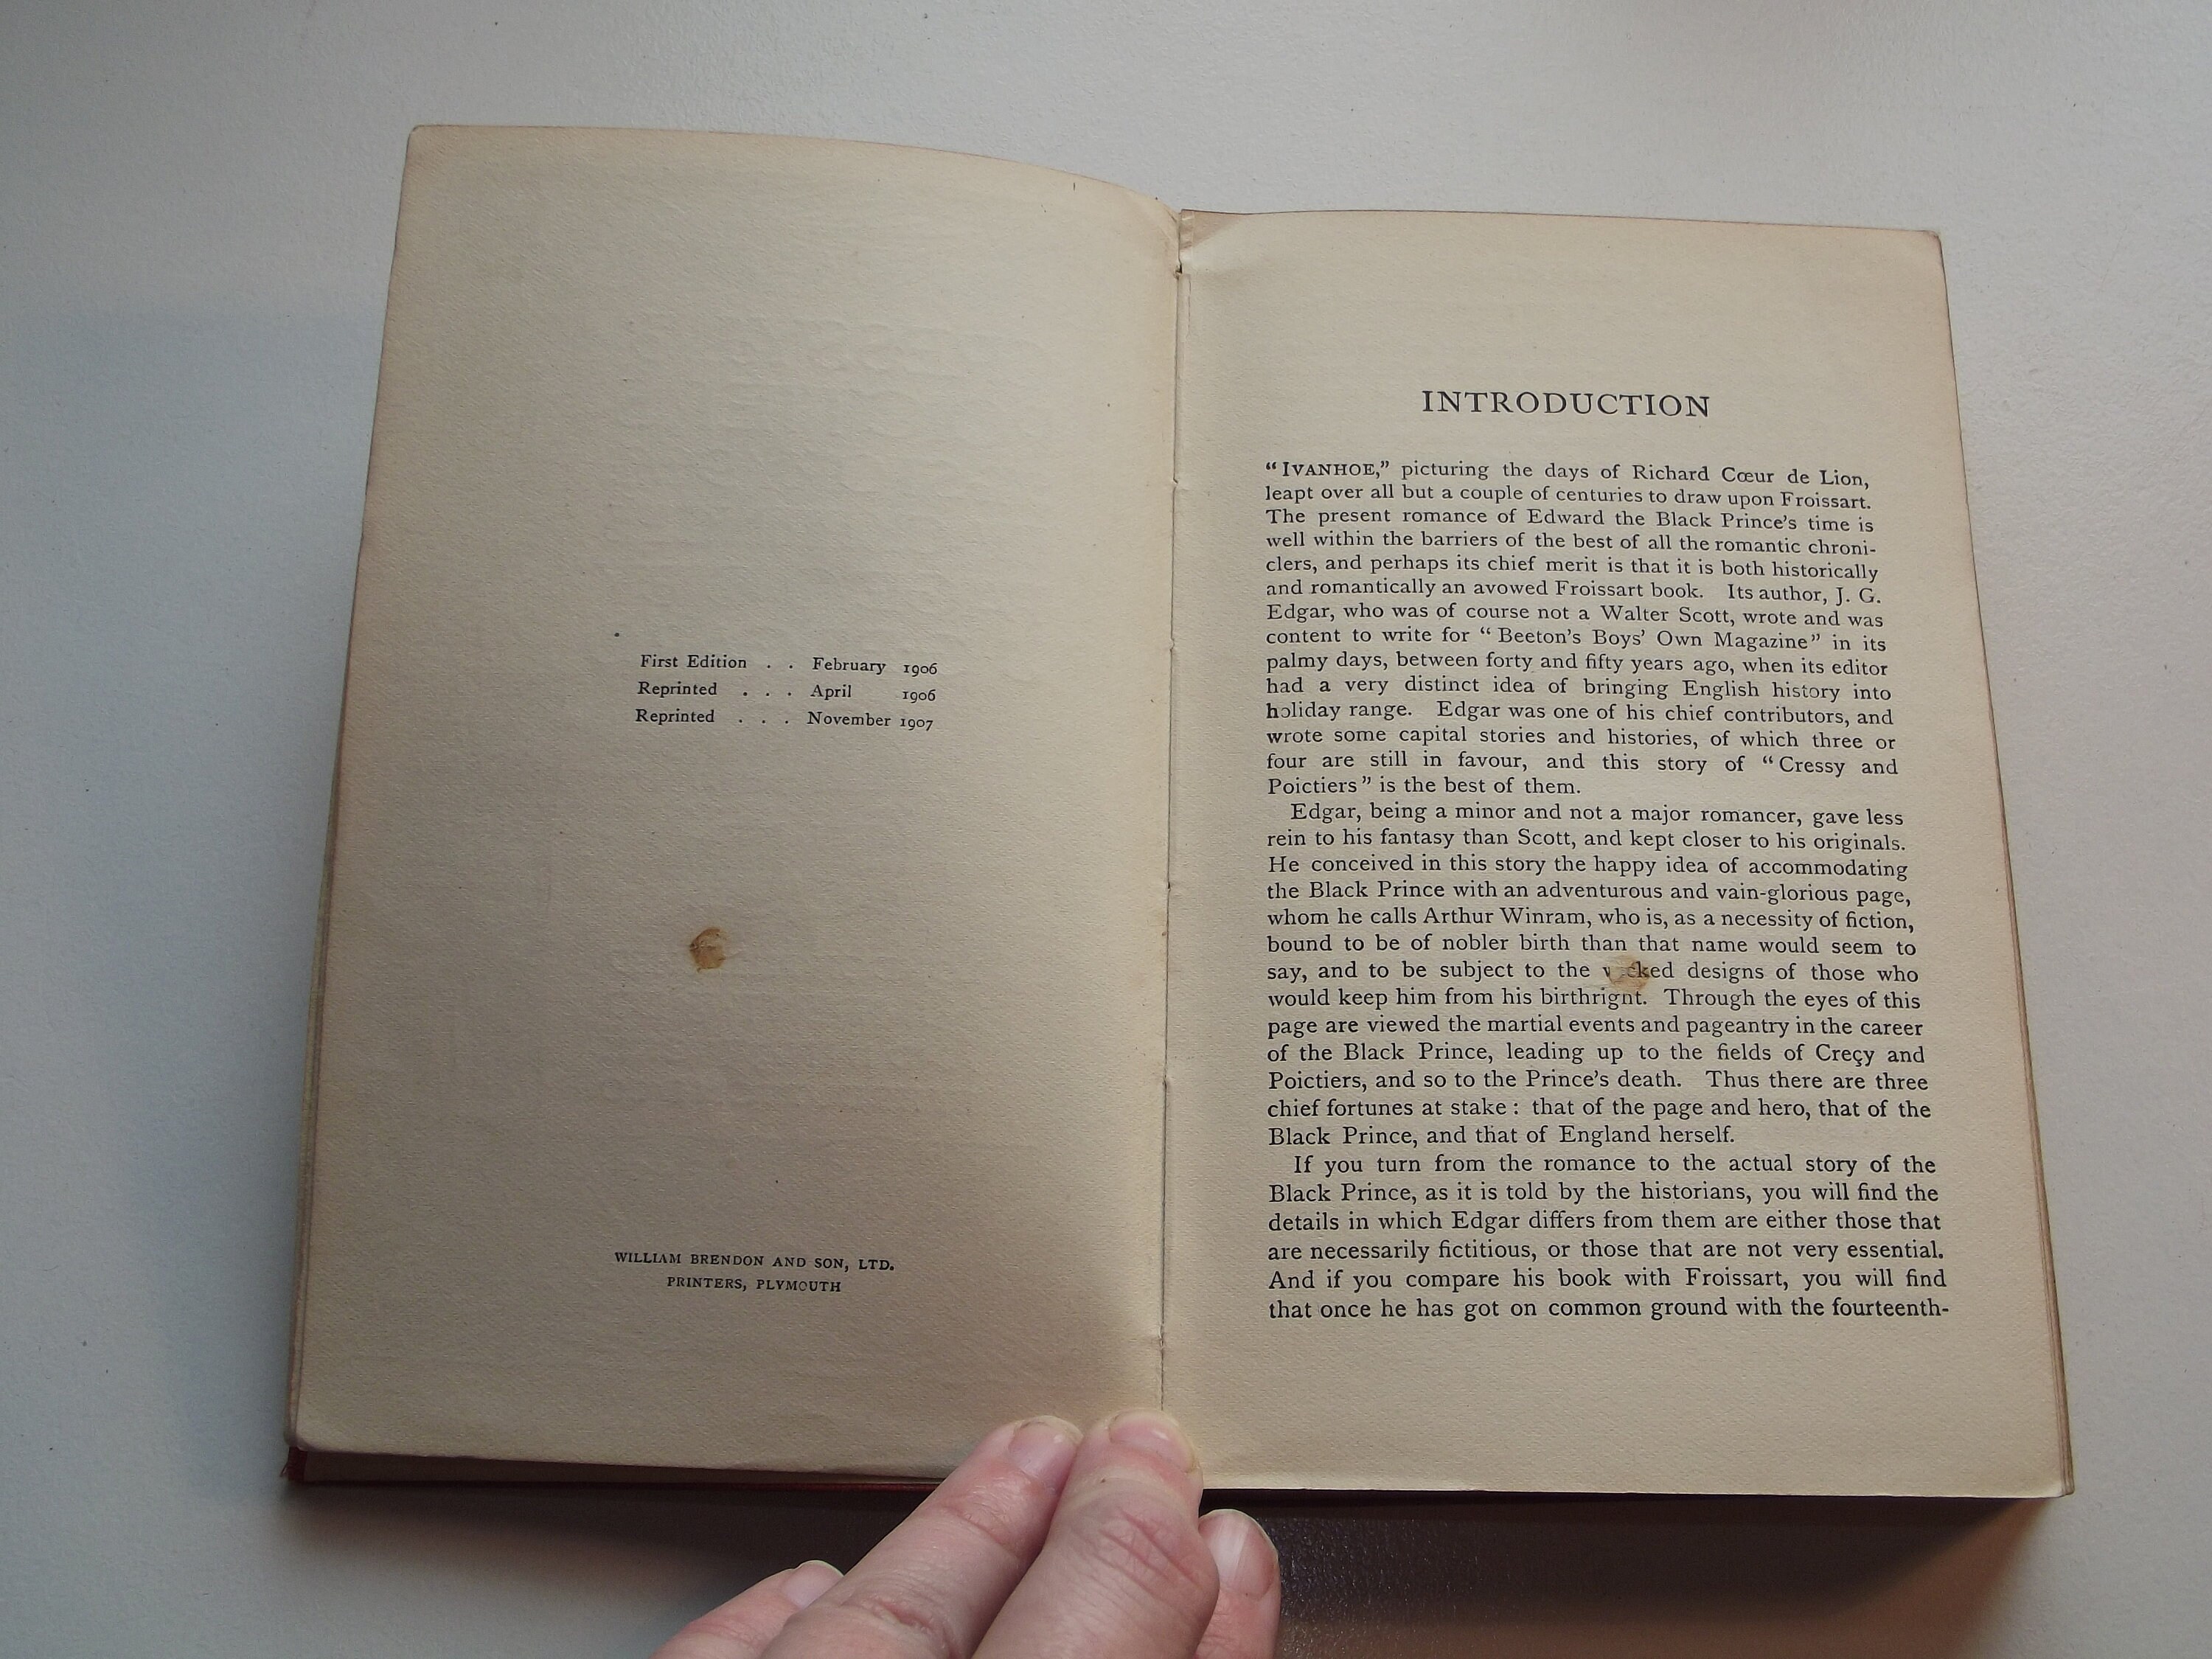 First Edition . . February 1906
Reprinted . . . April 1906
Reprinted . . . November 1907
WILLIAM BRENDON AND SON, LTD.
PRINTERS, PLYMOUTH
INTRODUCTION
“IVANHOE,” picturing the days of Richard Cœur de Lion,
leapt over all but a couple of centuries to draw upon Froissart.
The present romance of Edward the Black Prince’s time is
well within the barriers of the best of all the romantic chroni-
clers, and perhaps its chief merit is that it is both historically
and romantically an avowed Froissart book. Its author, J. G.
Edgar, who was of course not a Walter Scott, wrote and was
content to write for “Beeton’s Boys’ Own Magazine” in its
palmy days, between forty and fifty years ago, when its editor
had a very distinct idea of bringing English history into
holiday range. Edgar was one of his chief contributors, and
wrote some capital stories and histories, of which three or
four are still in favour, and this story of “Cressy and
Poictiers” is the best of them.
Edgar, being a minor and not a major romancer, gave less
rein to his fantasy than Scott, and kept closer to his originals.
He conceived in this story the happy idea of accommodating
the Black Prince with an adventurous and vain-glorious page,
whom he calls Arthur Winram, who is, as a necessity of fiction,
bound to be of nobler birth than that name would seem to
say, and to be subject to the wicked designs of those who
would keep him from his birthright. Through the eyes of this
page are viewed the martial events and pageantry in the career
of the Black Prince, leading up to the fields of Creçy and
Poictiers, and so to the Prince’s death. Thus there are three
chief fortunes at stake : that of the page and hero, that of the
Black Prince, and that of England herself.
If you turn from the romance to the actual story of the
Black Prince, as it is told by the historians, you will find the
details in which Edgar differs from them are either those that
are necessarily fictitious, or those that are not very essential.
And if you compare his book with Froissart, you will find
that once he has got on common ground with the fourteenth-